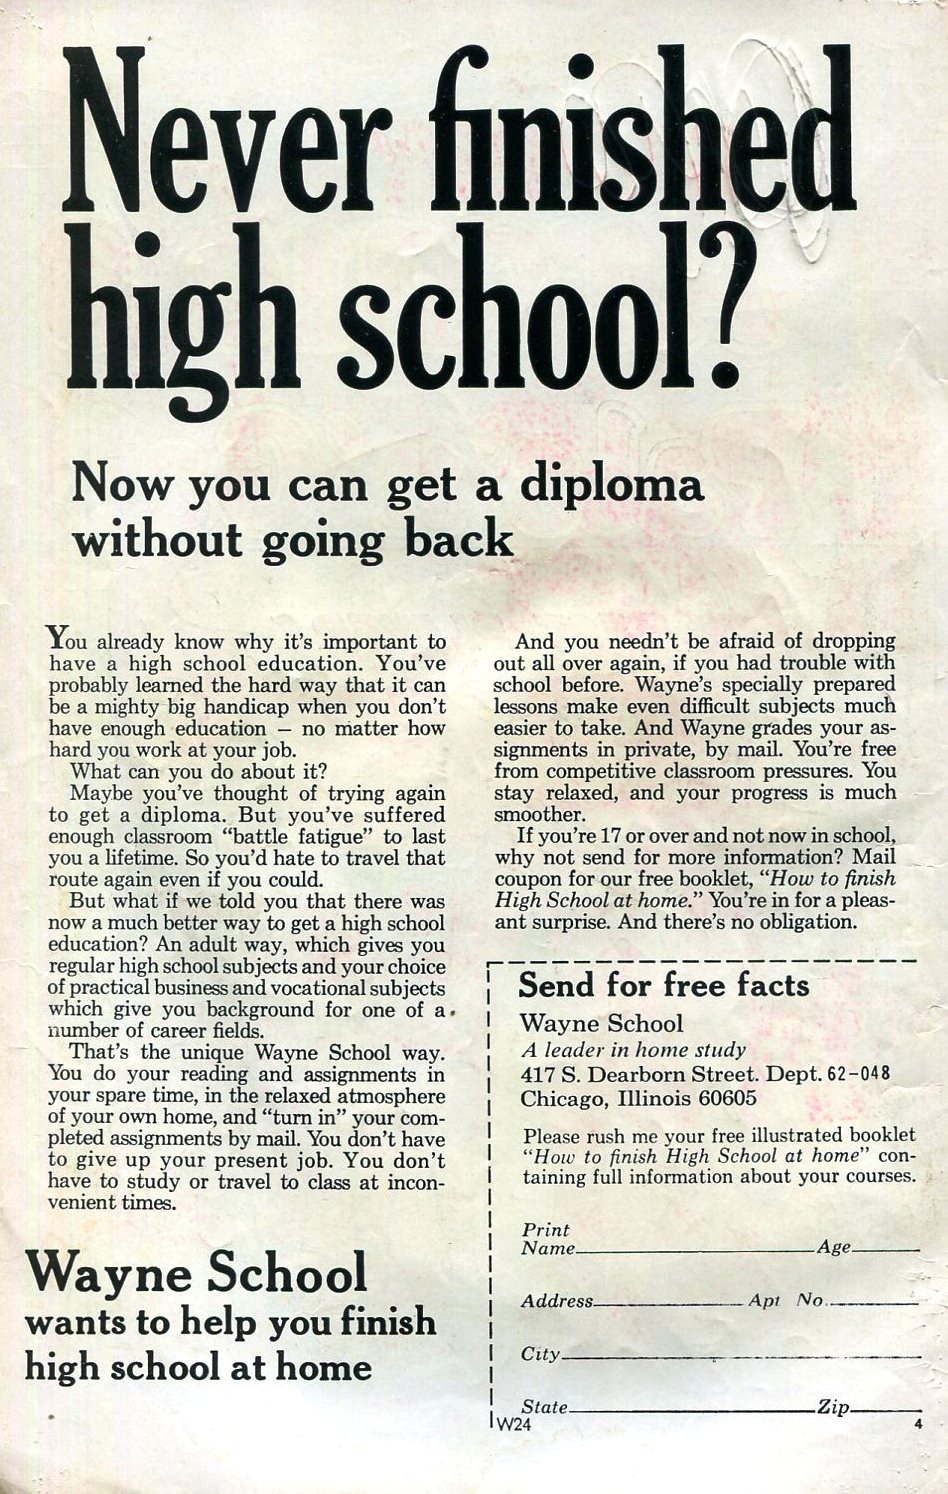 Never finished
high school?
Now you can get a diploma
without going back
You already know why it's important to
have a high school education. You've
probably learned the hard way that it can
be a mighty big handicap when you don't
have enough education — no matter how
hard you work at your job.
What can you do about it?
Maybe you've thought of trying again
to get a diploma. But you've suffered
enough classroom "battle fatigue" to last
you a lifetime. So you'd hate to travel that
route again even if you could.
But what if we told you that there was
now a much better way to get a high school
education? An adult way, which gives you
regular high school subjects and your choice
of practical business and vocational subjects
which give you background for one of a
number of career fields.
That's the unique Wayne School way.
You do your reading and assignments in
your spare time, in the relaxed atmosphere
of your own home, and "turn in" your com-
pleted assignments by mail. You don't have
to give up your present job. You don't
have to study or travel to class at incon-
venient times.
Wayne School
wants to help you finish
high school at home
And you needn't be afraid of dropping
out all over again, if you had trouble with
school before. Wayne's specially prepared
lessons make even difficult subjects much
easier to take. And Wayne grades your as-
signments in private, by mail. You're free
from competitive classroom pressures. You
stay relaxed, and your progress is much
smoother.
If you're 17 or over and not now in school,
why not send for more information? Mail
coupon for our free booklet, "How to finish
High School at home." You're in for a pleas-
ant surprise. And there's no obligation.
Send for free facts
Wayne School
A leader in home study
417 S. Dearborn Street. Dept. 62-048
Chicago, Illinois 60605
Please rush me your free illustrated booklet
"How to finish High School at home" con-
taining full information about your courses.
Print
Name Age
Address Apt No.
City
State Zip
W24 4